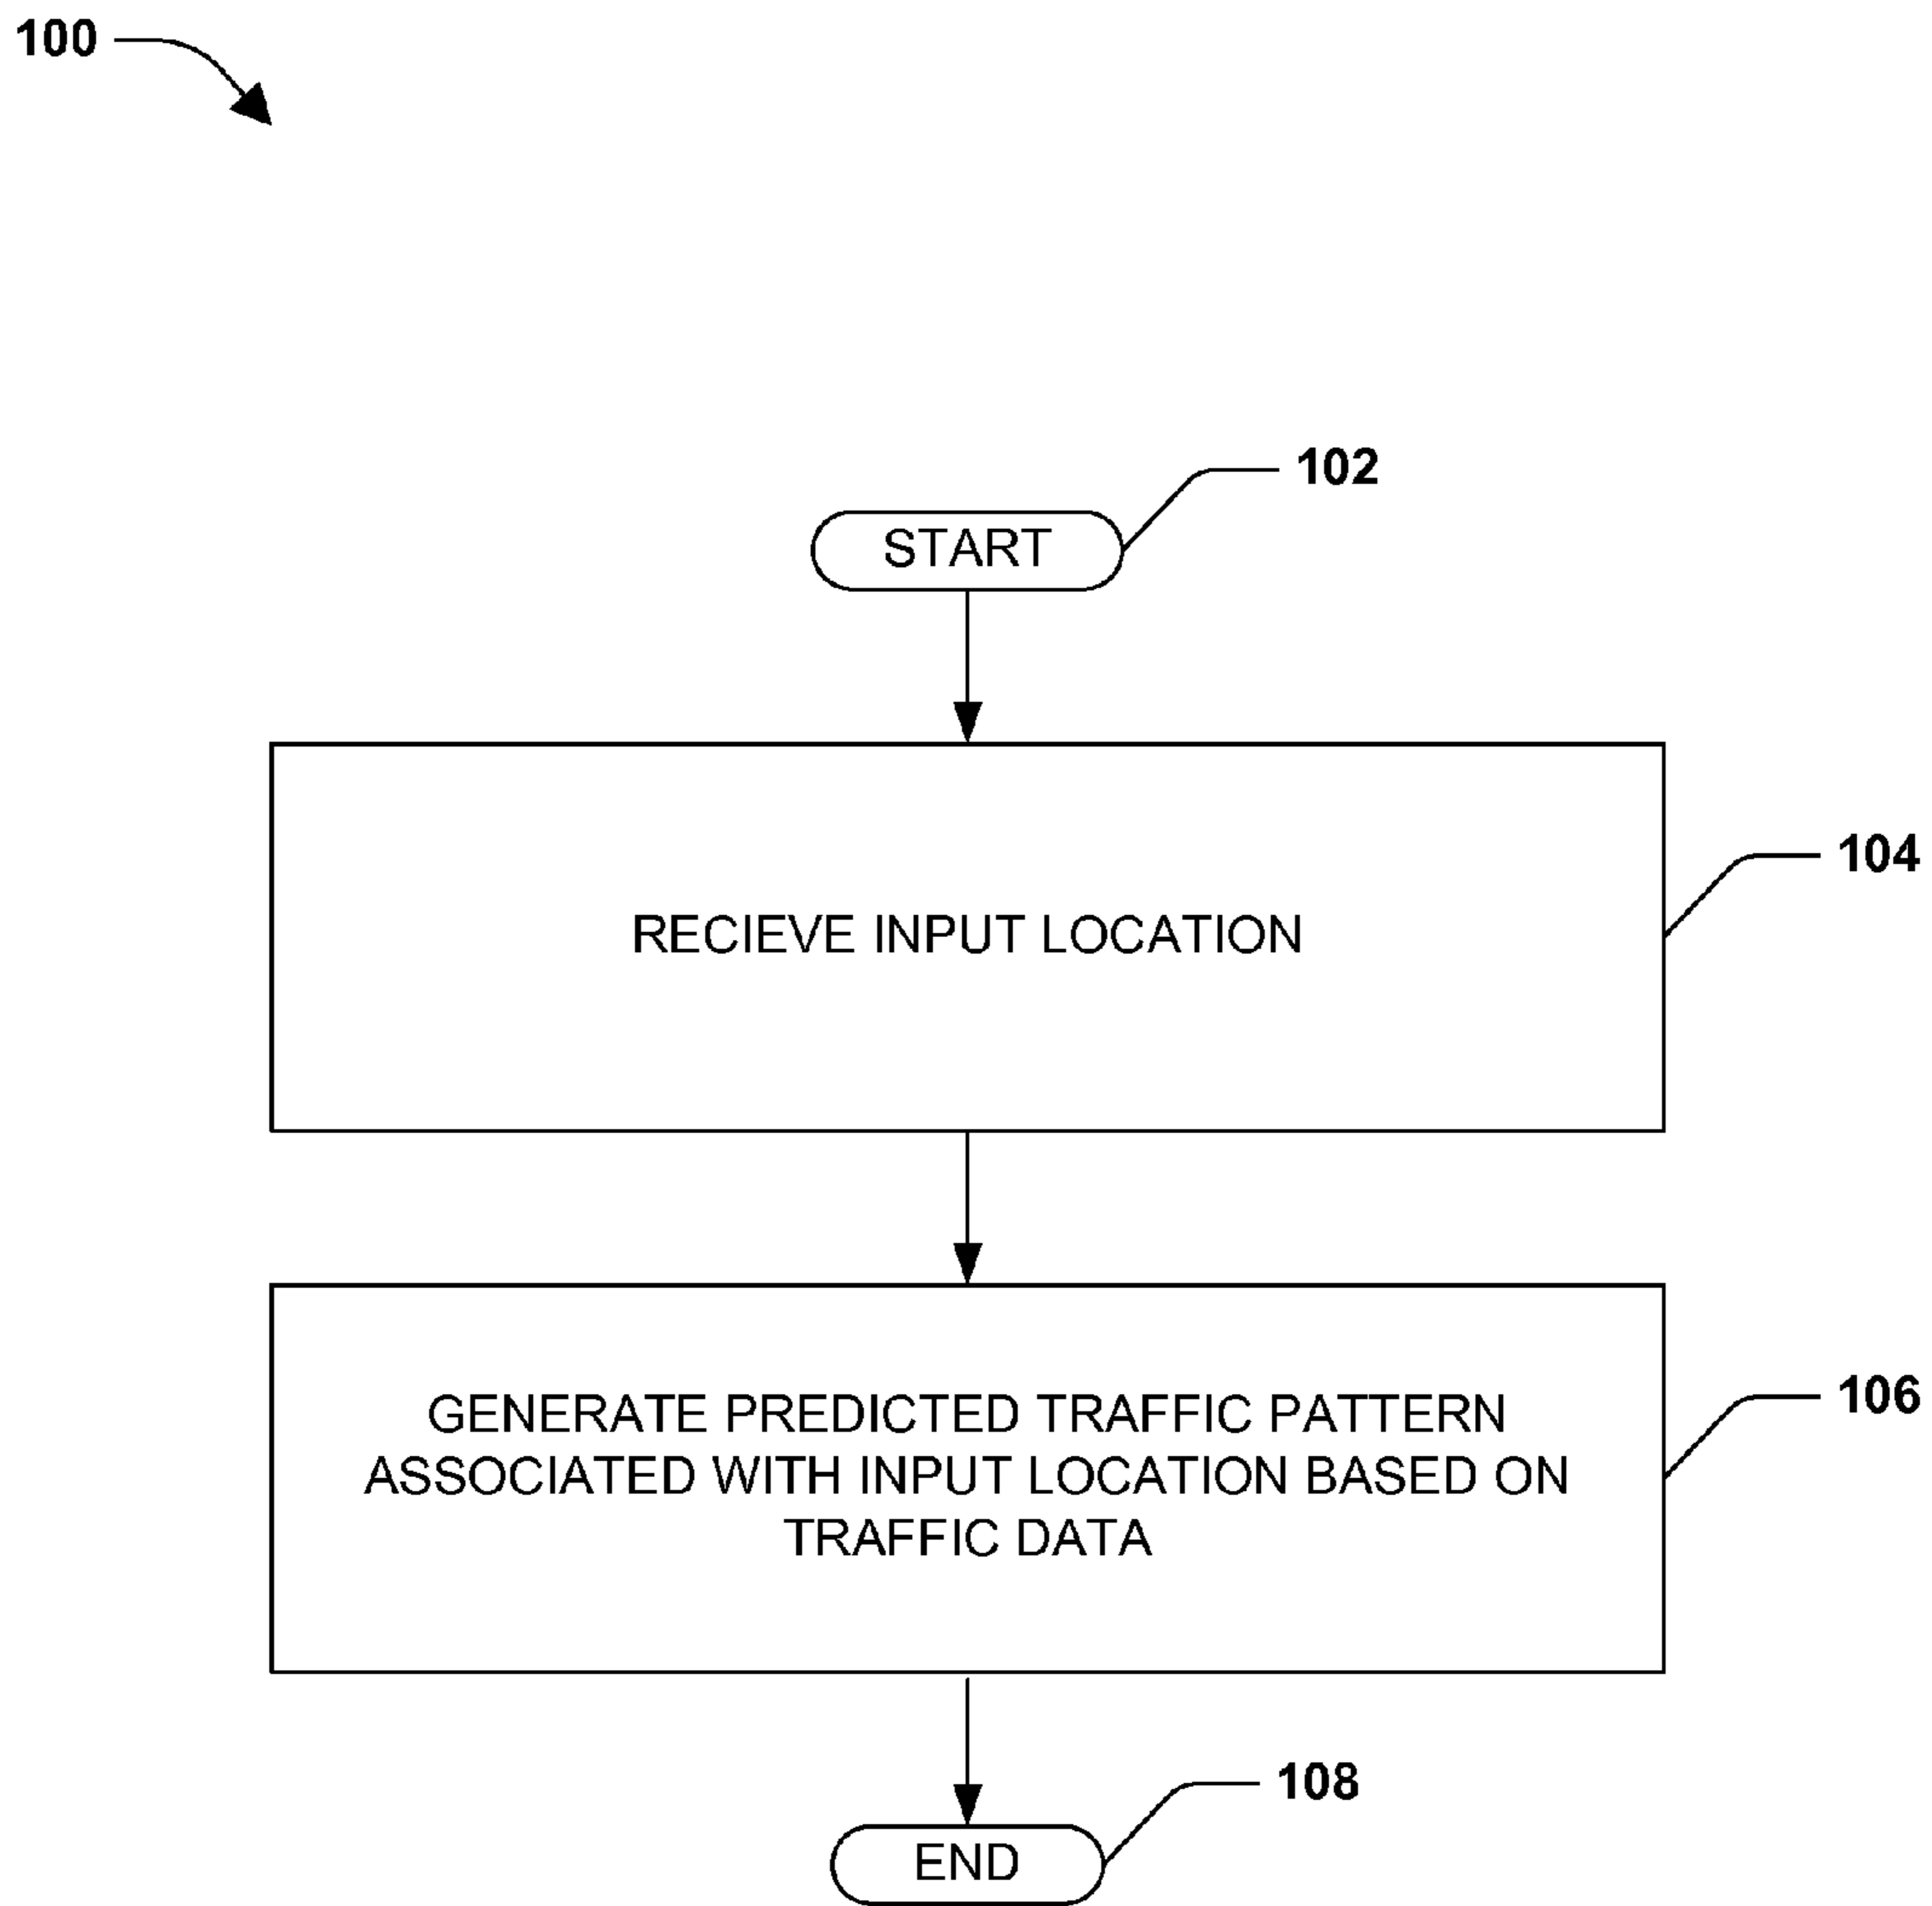 100
102
START
104
RECIEVE INPUT LOCATION
106
GENERATE PREDICTED TRAFFIC PATTERN
ASSOCIATED WITH INPUT LOCATION BASED ON
TRAFFIC DATA
108
END